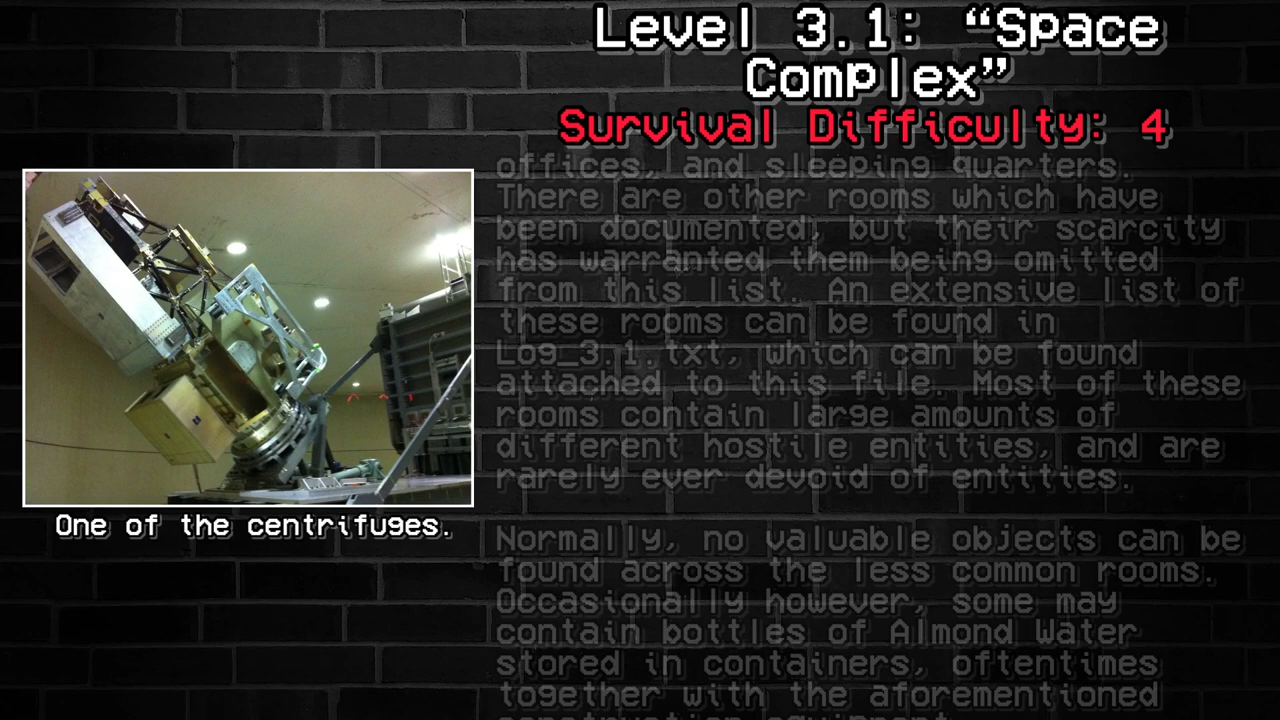 Level 3.1: “Space
Complex”
Survival Difficulty: 4
offices, and sleeping quarters.
There are other rooms which have
been documented, but their scarcity
has warranted them being omitted
from this list. An extensive list of
these rooms can be found in
Log_3.1.txt, which can be found
attached to this file. Most of these
rooms contain large amounts of
different hostile entities, and are
rarely ever devoid of entities.
Normally, no valuable objects can be
found across the less common rooms.
Occasionally however, some may
contain bottles of Almond Water
stored in containers, oftentimes
together with the aforementioned
construction equipment.
One of the centrifuges.